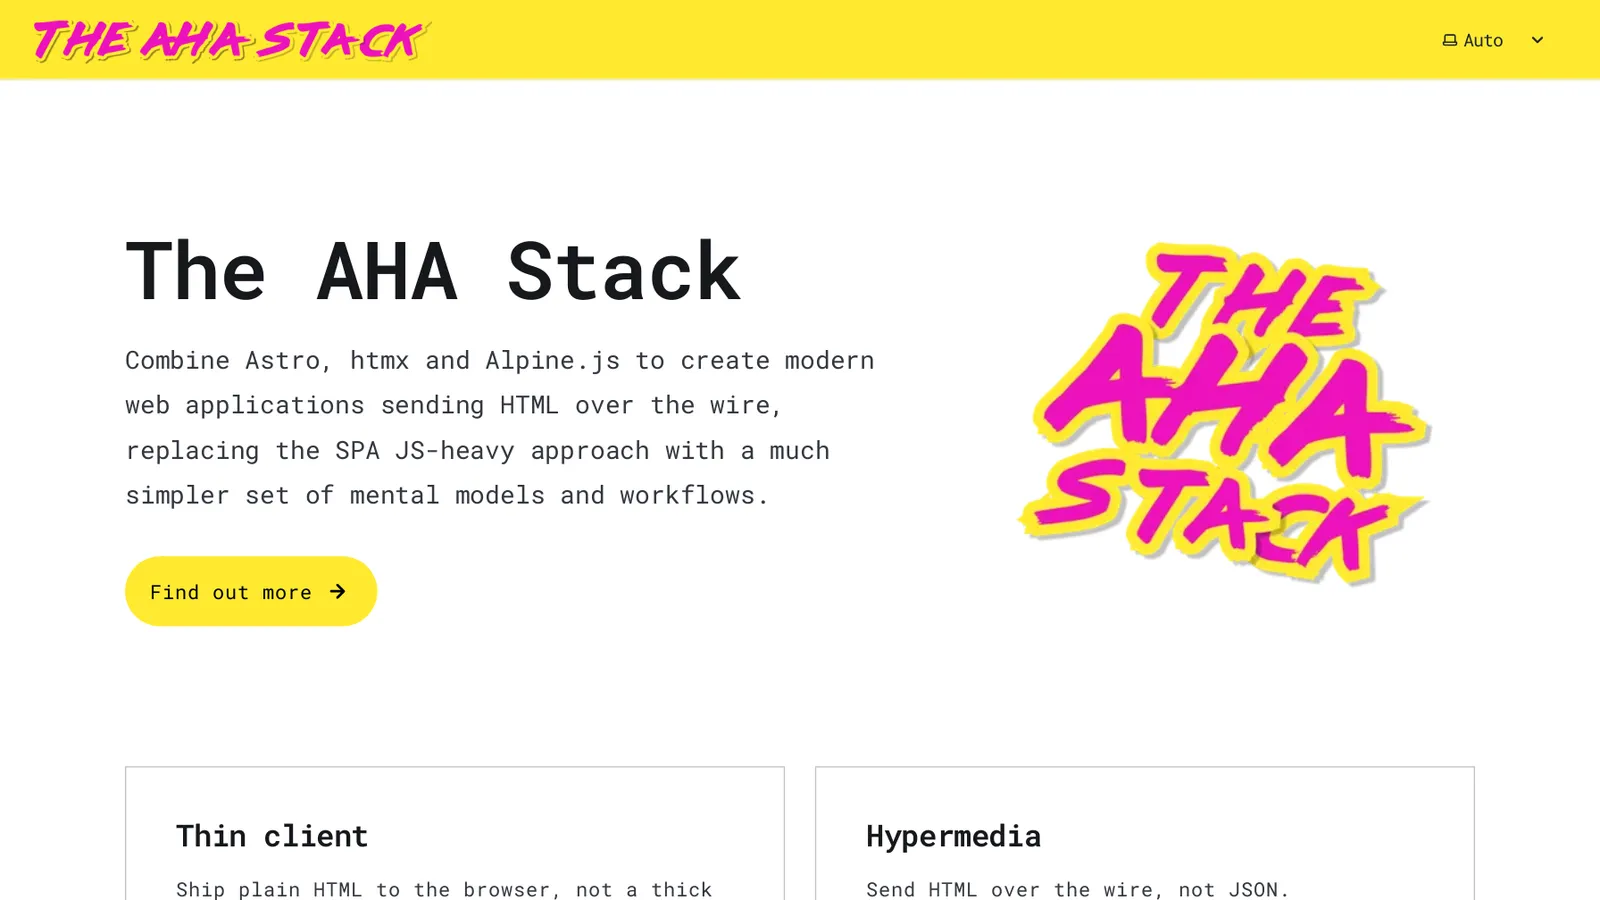 THE AHA STACK
Auto
The AHA Stack
Combine Astro, htmx and Alpine.js to create modern
web applications sending HTML over the wire,
replacing the SPA JS-heavy approach with a much
simpler set of mental models and workflows.
Find out more
THE
AHA
STACK
Thin client
Ship plain HTML to the browser, not a thick
Hypermedia
Send HTML over the wire, not JSON.